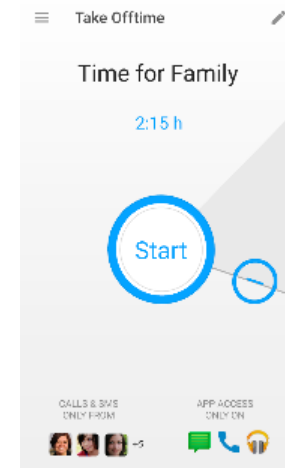 Take Offtime
Time for Family
2:15 h
Start
CALLS & SMS
ONLY FROM
APP ACCESS
ONLY ON
+5